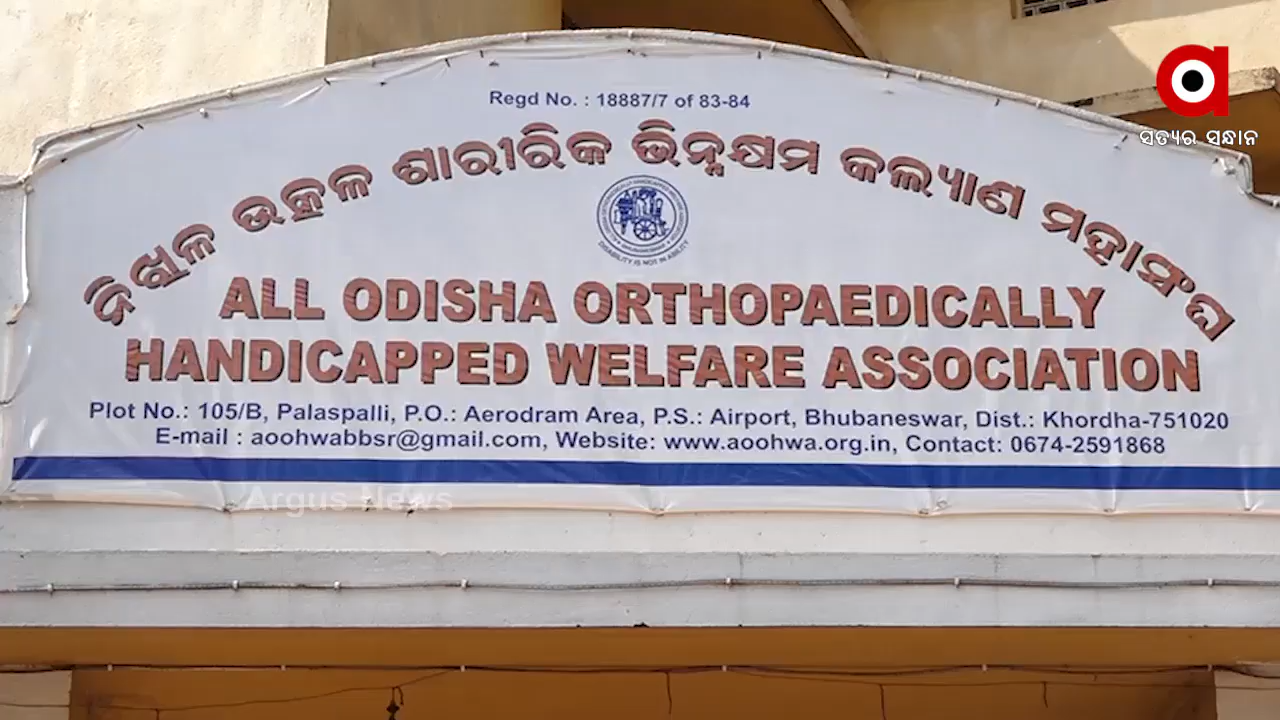 Regd No. : 18887/7 of 83-84
ନିଖିଳ ଉତ୍କଳ ଶାରୀରିକ ଭିନ୍ନକ୍ଷମ କଲ୍ୟାଣ ମହାସଂଘ
DISABILITY IS NOT IN ABILITY
ALL ODISHA ORTHOPAEDICALLY
HANDICAPPED WELFARE ASSOCIATION
Plot No.: 105/B, Palaspalli, P.O.: Aerodram Area, P.S.: Airport, Bhubaneswar, Dist.: Khordha-751020
E-mail : aoohwabbsr@gmail.com, Website: www.aoohwa.org.in, Contact: 0674-2591868
Argus News
a
ସତ୍ୟର ସନ୍ଧାନ